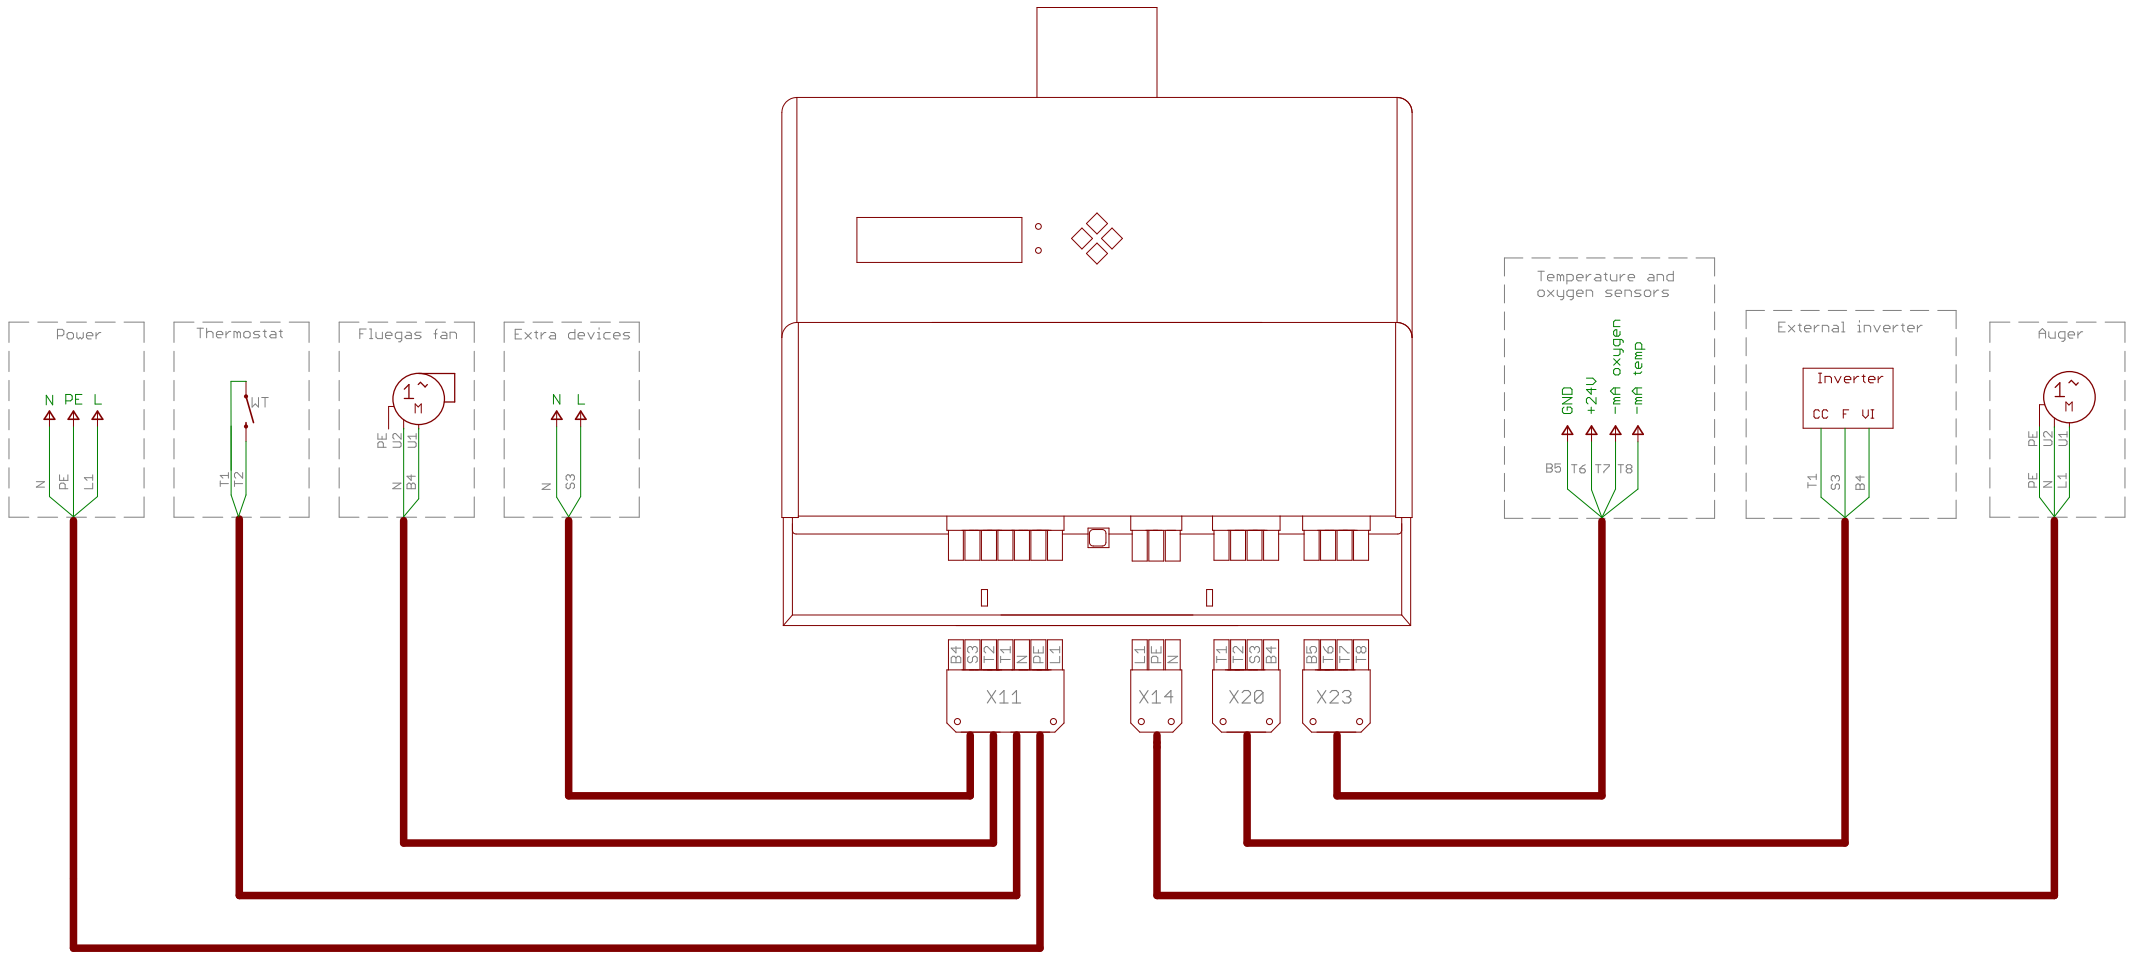 Power
N PE L
N
PE
L1
Thermostat
WT
T1
T2
Fluegas fan
1~
M
PE
U2
U1
N
B4
Extra devices
N L
N
S3
Temperature and
oxygen sensors
GND
+24V
-mA oxygen
-mA temp
B5
T6
T7
T8
External inverter
Inverter
CC F VI
T1
S3
B4
Auger
1~
M
PE
U2
U1
PE
N
L1
B4
S3
T2
T1
N
PE
L1
X11
L1
PE
N
X14
T1
T2
S3
B4
X20
B5
T6
T7
T8
X23